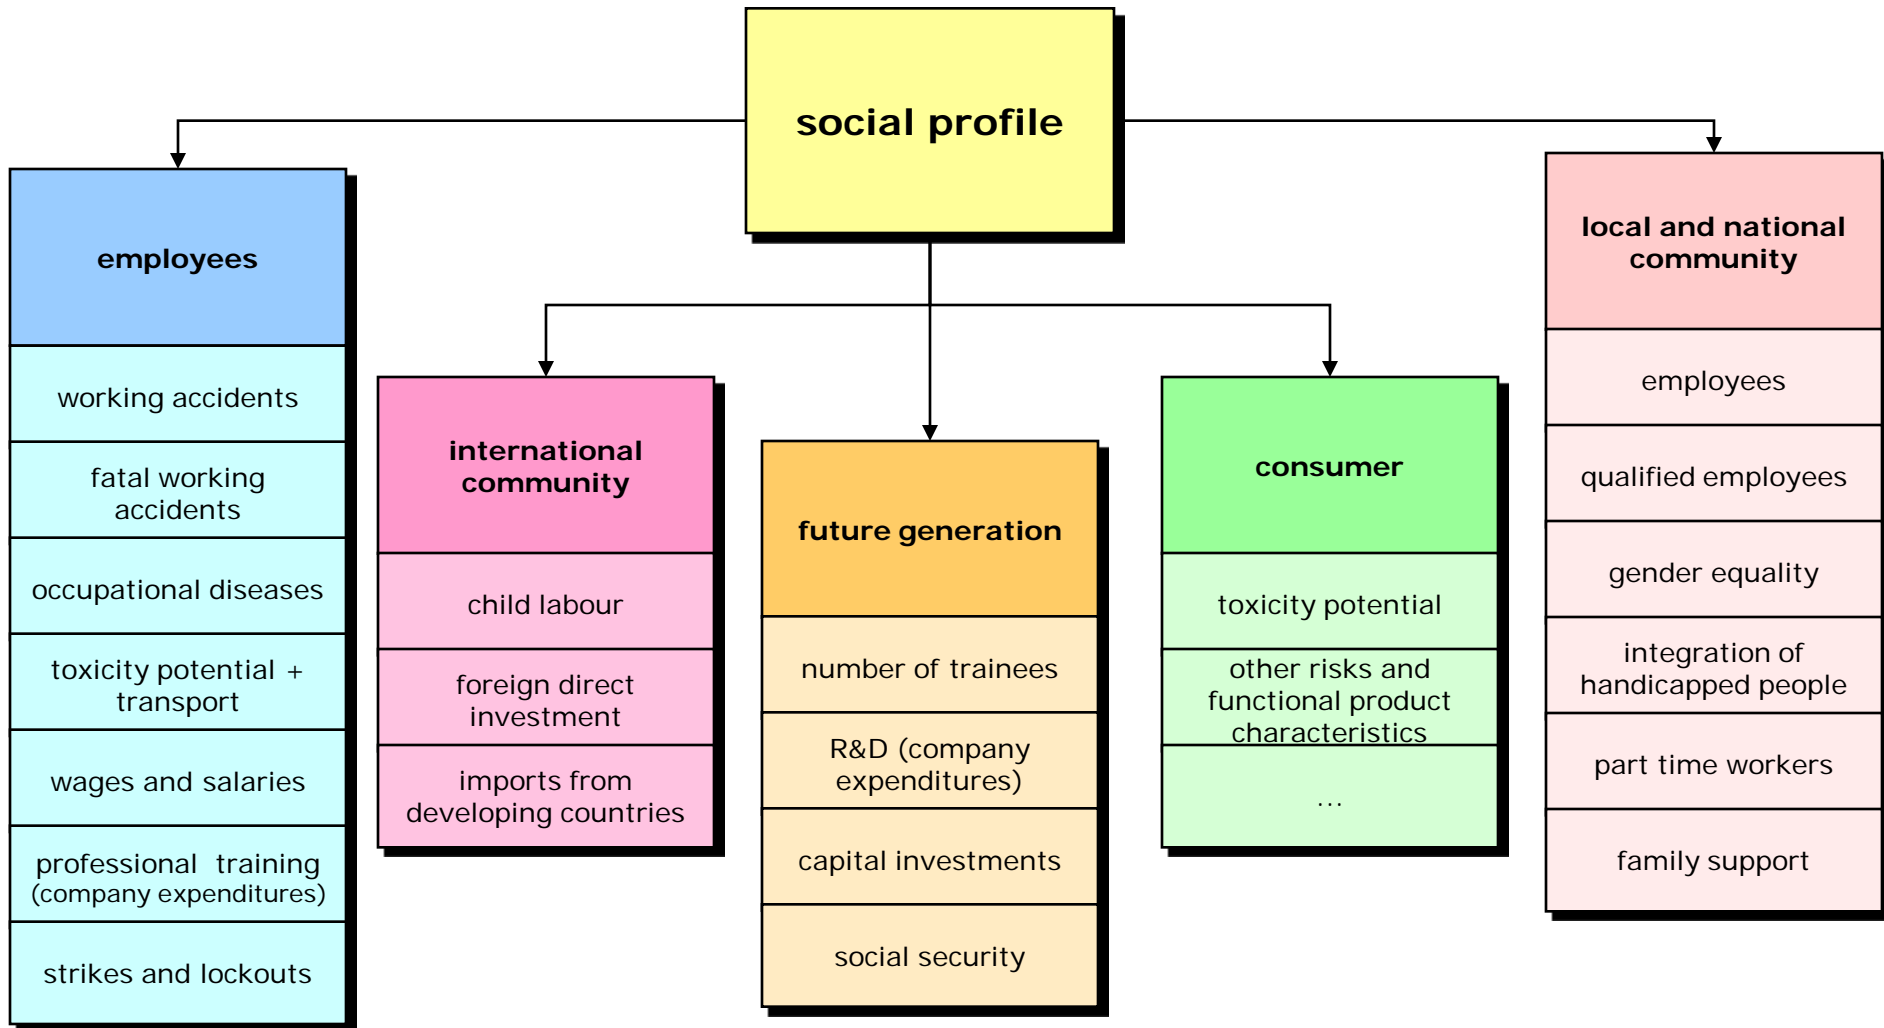 social profile
employees
working accidents
fatal working
accidents
occupational diseases
toxicity potential +
transport
wages and salaries
professional training
(company expenditures)
strikes and lockouts
international
community
child labour
foreign direct
investment
imports from
developing countries
future generation
number of trainees
R&D (company
expenditures)
capital investments
social security
consumer
toxicity potential
other risks and
functional product
characteristics
...
local and national
community
employees
qualified employees
gender equality
integration of
handicapped people
part time workers
family support